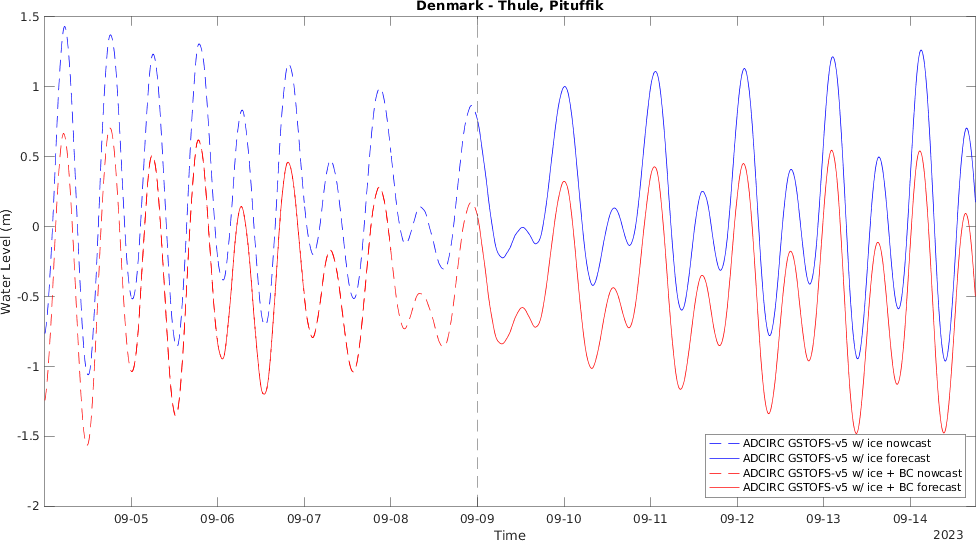 Denmark - Thule, Pituffik
1.5
1
0.5
0
-0.5
-1
-1.5
-2
Water Level (m)
ADCIRC GSTOFS-v5 w/ ice nowcast
ADCIRC GSTOFS-v5 w/ ice forecast
ADCIRC GSTOFS-v5 w/ ice + BC nowcast
ADCIRC GSTOFS-v5 w/ ice + BC forecast
09-05 09-06 09-07 09-08 09-09 09-10 09-11 09-12 09-13 09-14
Time
2023